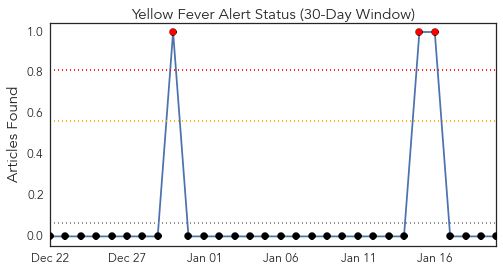 Yellow Fever Alert Status (30-Day Window)
Articles Found
1.0
0.8
0.6
0.4
0.2
0.0
Dec 22 Dec 27 Jan 01 Jan 06 Jan 11 Jan 16